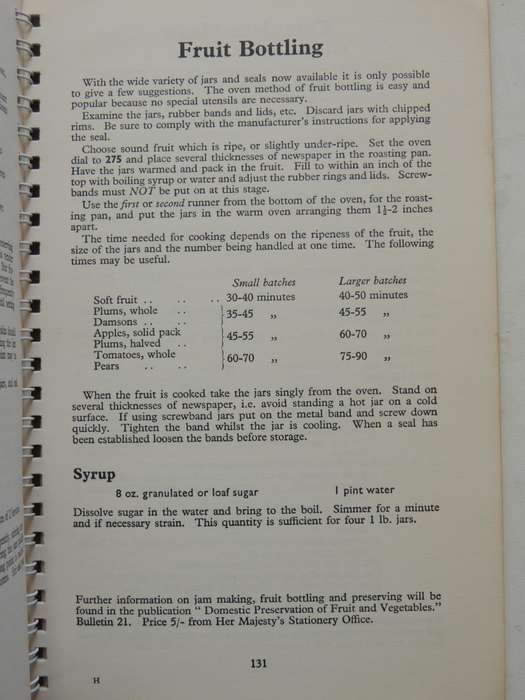 Fruit Bottling
With the wide variety of jars and seals now available it is only possible
to give a few suggestions. The oven method of fruit bottling is easy and
popular because no special utensils are necessary.
Examine the jars, rubber bands and lids, etc. Discard jars with chipped
rims. Be sure to comply with the manufacturer's instructions for applying
the seal.
Choose sound fruit which is ripe, or slightly under-ripe. Set the oven
dial to 275 and place several thicknesses of newspaper in the roasting pan.
Have the jars warmed and pack in the fruit. Fill to within an inch of the
top with boiling syrup or water and adjust the rubber rings and lids. Screw-
bands must NOT be put on at this stage.
Use the first or second runner from the bottom of the oven, for the roast-
ing pan, and put the jars in the warm oven arranging them 1½-2 inches
apart.
The time needed for cooking depends on the ripeness of the fruit, the
size of the jars and the number being handled at one time. The following
times may be useful.
Small batches Larger batches
Soft fruit .. .. .. 30-40 minutes 40-50 minutes
Plums, whole .. } 35-45 „ 45-55 „
Damsons .. ..
Apples, solid pack } 45-55 „ 60-70 „
Plums, halved ..
Tomatoes, whole } 60-70 „ 75-90 „
Pears .. ..
When the fruit is cooked take the jars singly from the oven. Stand on
several thicknesses of newspaper, i.e. avoid standing a hot jar on a cold
surface. If using screwband jars put on the metal band and screw down
quickly. Tighten the band whilst the jar is cooling. When a seal has
been established loosen the bands before storage.
Syrup
8 oz. granulated or loaf sugar 1 pint water
Dissolve sugar in the water and bring to the boil. Simmer for a minute
and if necessary strain. This quantity is sufficient for four 1 lb. jars.
Further information on jam making, fruit bottling and preserving will be
found in the publication “ Domestic Preservation of Fruit and Vegetables.”
Bulletin 21. Price 5/- from Her Majesty's Stationery Office.
131
H